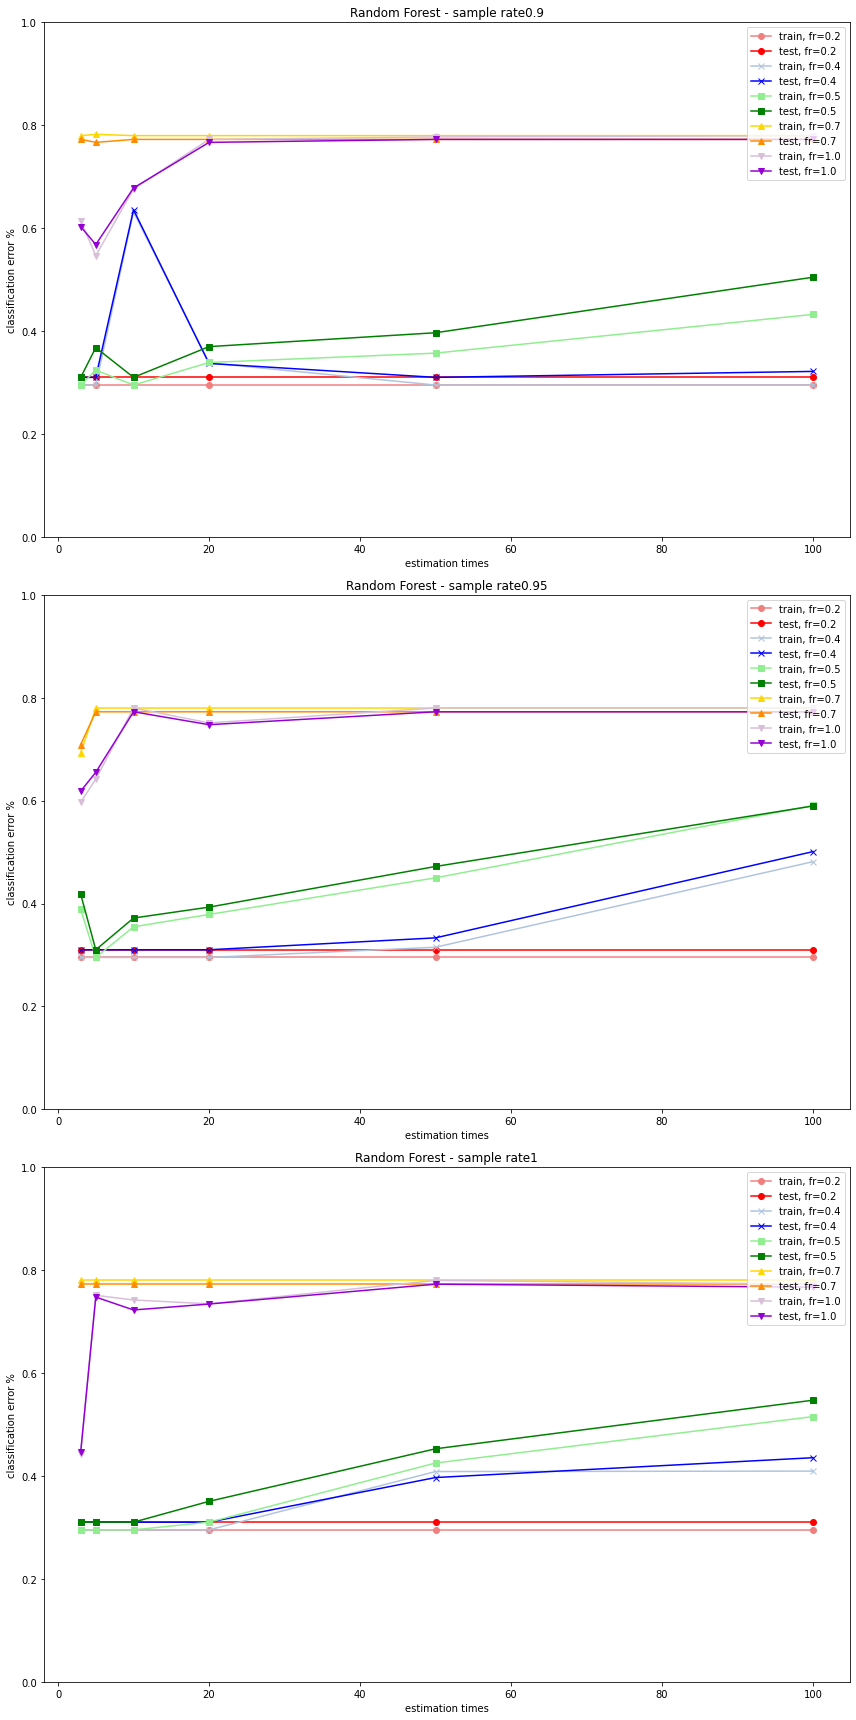 Random Forest - sample rate0.9
1.0
0.8
0.6
0.4
0.2
0.0
classification error %
train, fr=0.2
test, fr=0.2
train, fr=0.4
test, fr=0.4
train, fr=0.5
test, fr=0.5
train, fr=0.7
test, fr=0.7
train, fr=1.0
test, fr=1.0
0 20 40 60 80 100
estimation times
Random Forest - sample rate0.95
1.0
0.8
0.6
0.4
0.2
0.0
classification error %
train, fr=0.2
test, fr=0.2
train, fr=0.4
test, fr=0.4
train, fr=0.5
test, fr=0.5
train, fr=0.7
test, fr=0.7
train, fr=1.0
test, fr=1.0
0 20 40 60 80 100
estimation times
Random Forest - sample rate1
1.0
0.8
0.6
0.4
0.2
0.0
classification error %
train, fr=0.2
test, fr=0.2
train, fr=0.4
test, fr=0.4
train, fr=0.5
test, fr=0.5
train, fr=0.7
test, fr=0.7
train, fr=1.0
test, fr=1.0
0 20 40 60 80 100
estimation times